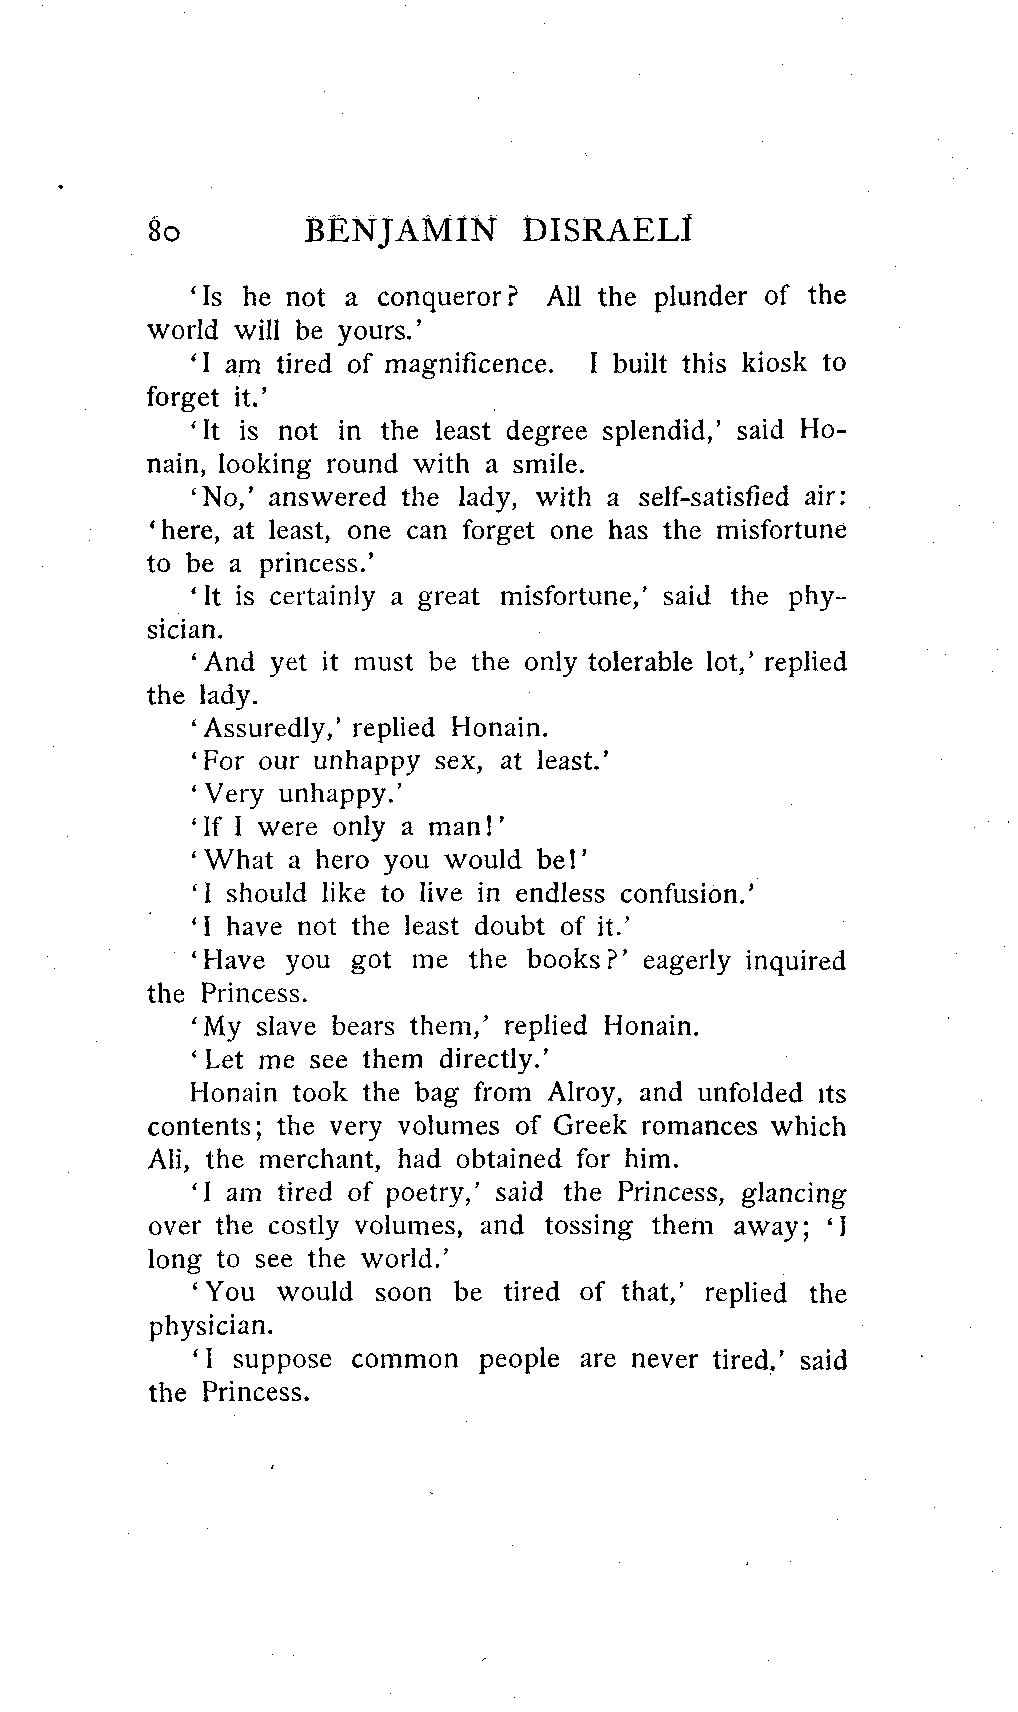 80 BENJAMIN DISRAELI
‘Is he not a conqueror? All the plunder of the
world will be yours.’
‘I am tired of magnificence. I built this kiosk to
forget it.’
‘It is not in the least degree splendid,’ said Ho-
nain, looking round with a smile.
‘No,’ answered the lady, with a self-satisfied air:
‘here, at least, one can forget one has the misfortune
to be a princess.’
‘It is certainly a great misfortune,’ said the phy-
sician.
‘And yet it must be the only tolerable lot,’ replied
the lady.
‘Assuredly,’ replied Honain.
‘For our unhappy sex, at least.’
‘Very unhappy.’
‘If I were only a man!’
‘What a hero you would be!’
‘I should like to live in endless confusion.’
‘I have not the least doubt of it.’
‘Have you got me the books?’ eagerly inquired
the Princess.
‘My slave bears them,’ replied Honain.
‘Let me see them directly.’
Honain took the bag from Alroy, and unfolded its
contents; the very volumes of Greek romances which
Ali, the merchant, had obtained for him.
‘I am tired of poetry,’ said the Princess, glancing
over the costly volumes, and tossing them away; ‘I
long to see the world.’
‘You would soon be tired of that,’ replied the
physician.
‘I suppose common people are never tired,’ said
the Princess.